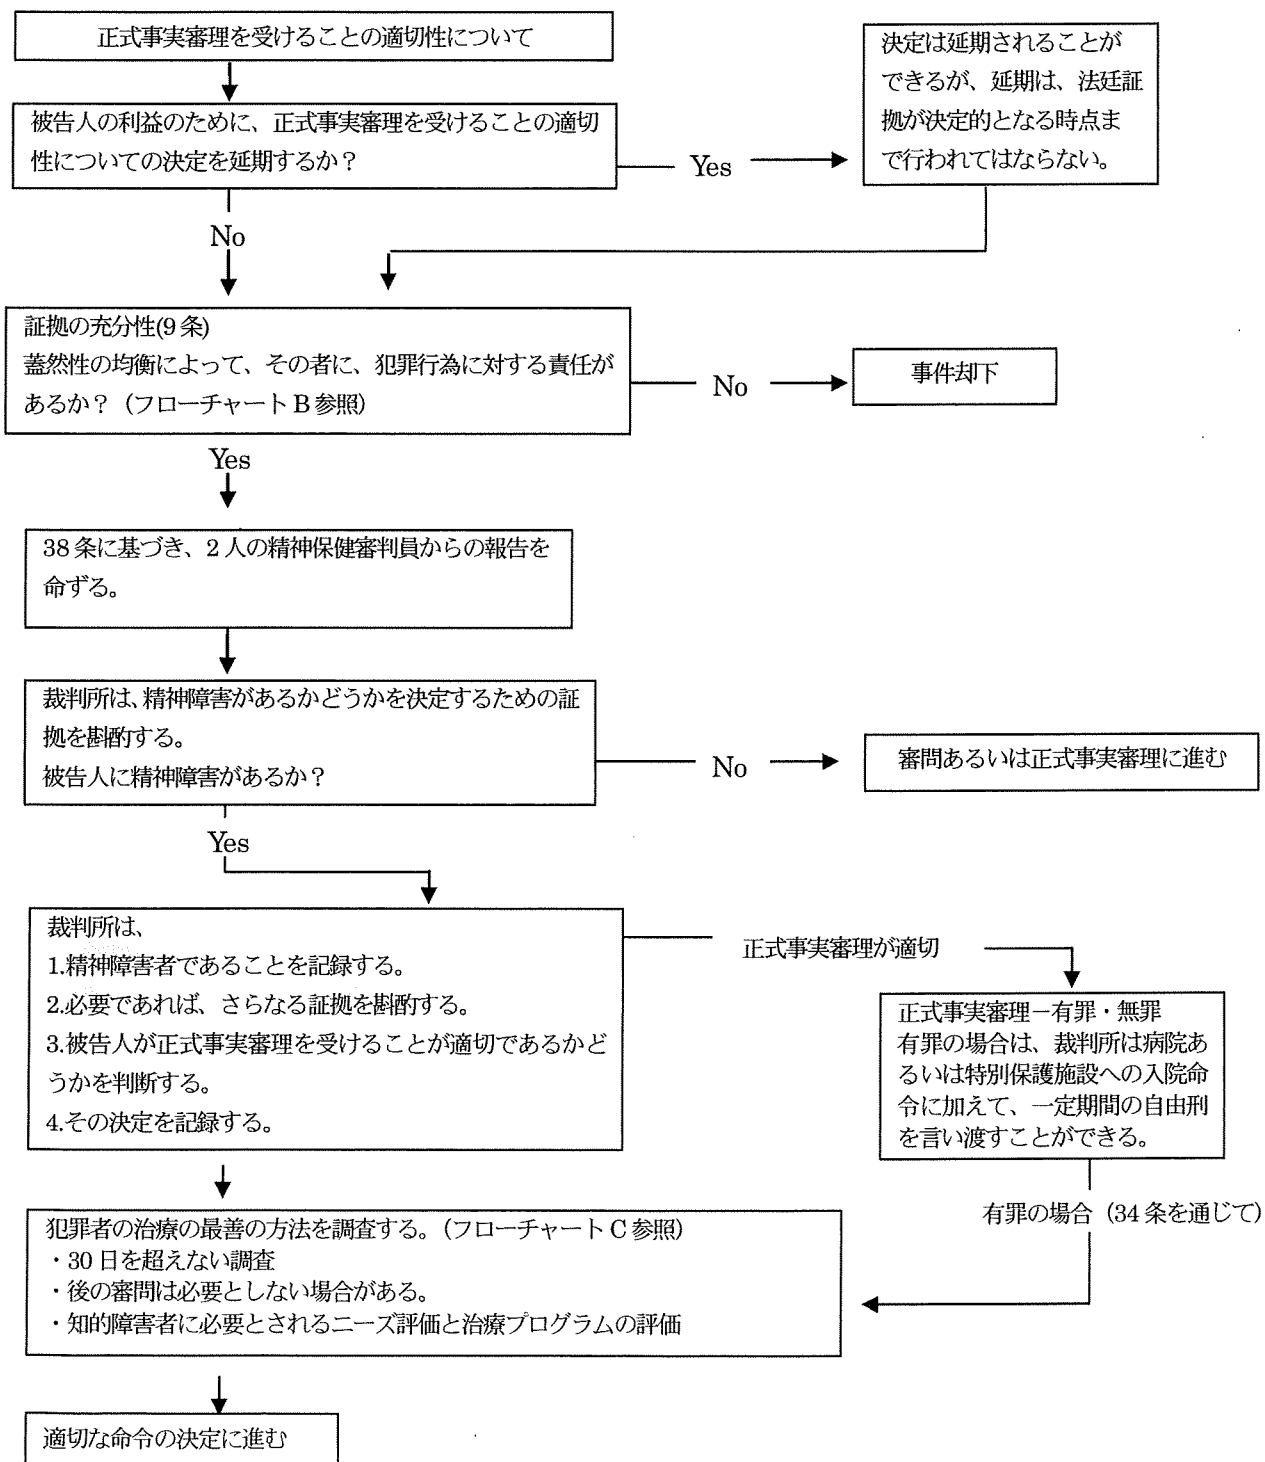 正式事実審理を受けることの適切性について
被告人の利益のために、正式事実審理を受けることの適切
性についての決定を延期するか？
Yes
決定は延期されることが
できるが、延期は、法廷証
拠が決定的となる時点ま
で行われてはならない。
No
証拠の充分性(9条)
蓋然性の均衡によって、その者に、犯罪行為に対する責任が
あるか？（フローチャートB参照）
No
事件却下
Yes
38条に基づき、2人の精神保健審判員からの報告を
命ずる。
裁判所は、精神障害があるかどうかを決定するための証
拠を斟酌する。
被告人に精神障害があるか？
No
審問あるいは正式事実審理に進む
Yes
裁判所は、
1.精神障害者であることを記録する。
2.必要であれば、さらなる証拠を斟酌する。
3.被告人が正式事実審理を受けることが適切であるかど
うかを判断する。
4.その決定を記録する。
正式事実審理が適切
正式事実審理－有罪・無罪
有罪の場合は、裁判所は病院あ
るいは特別保護施設への入院命
令に加えて、一定期間の自由刑
を言い渡すことができる。
有罪の場合（34条を通じて）
犯罪者の治療の最善の方法を調査する。（フローチャートC参照）
・30日を超えない調査
・後の審問は必要としない場合がある。
・知的障害者に必要とされるニーズ評価と治療プログラムの評価
適切な命令の決定に進む